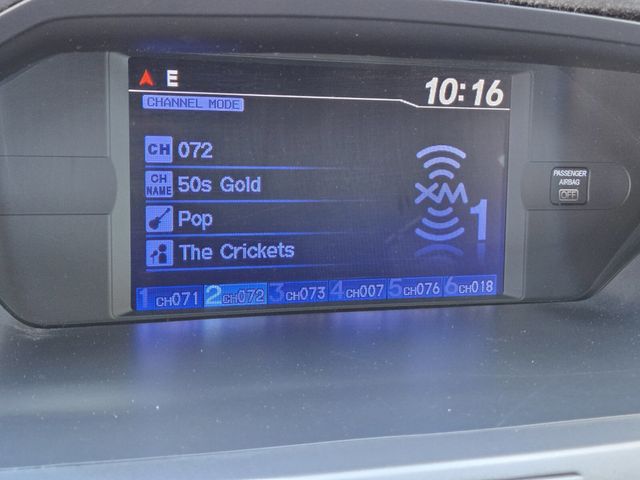 E
10:16
CHANNEL MODE
CH 072
CH NAME 50s Gold
Pop
The Crickets
XM 1
PASSENGER
AIRBAG
OFF
1 CH071 2 CH072 3 CH073 4 CH007 5 CH076 6 CH018